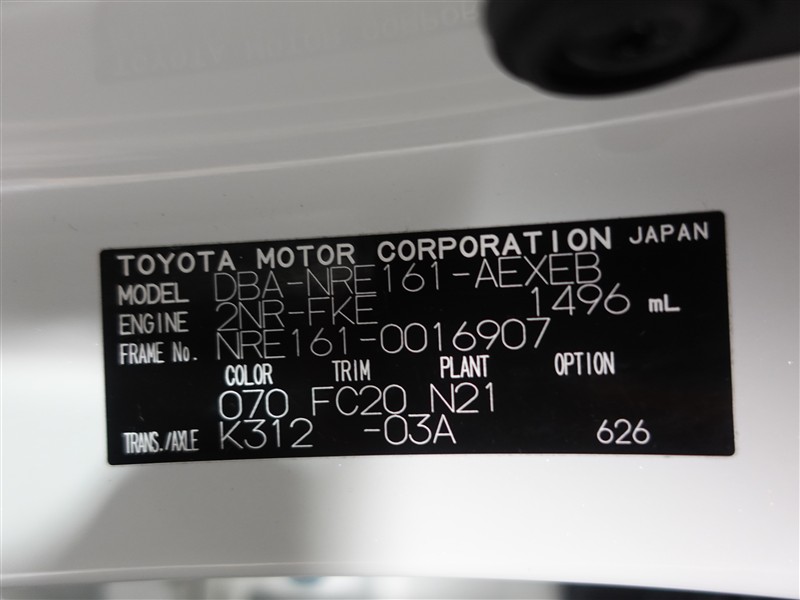 TOYOTA MOTOR CORPORATION JAPAN
MODEL DBA-NRE161-AEXEB
ENGINE 2NR-FKE 1496 mL
FRAME No. NRE161-0016907
COLOR TRIM PLANT OPTION
070 FC20 N21
TRANS./AXLE K312 -03A 626